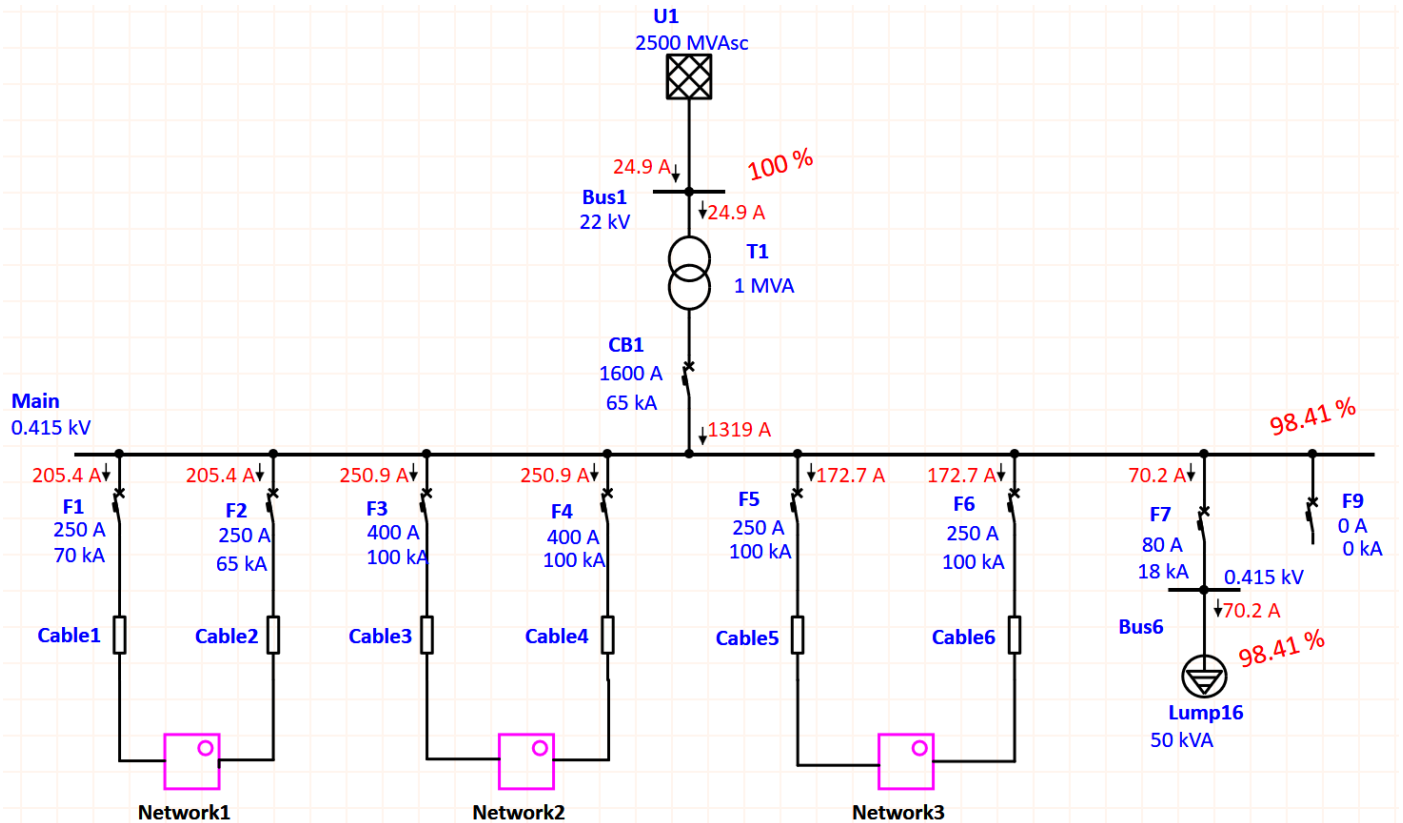 U1
2500 MVAsc
24.9 A
100 %
Bus1
22 kV
24.9 A
T1
1 MVA
CB1
1600 A
65 kA
Main
0.415 kV
1319 A
98.41 %
205.4 A
205.4 A
250.9 A
250.9 A
172.7 A
172.7 A
70.2 A
F1
250 A
70 kA
F2
250 A
65 kA
F3
400 A
100 kA
F4
400 A
100 kA
F5
250 A
100 kA
F6
250 A
100 kA
F7
80 A
18 kA
F9
0 A
0 kA
0.415 kV
70.2 A
Bus6
98.41 %
Cable1
Cable2
Cable3
Cable4
Cable5
Cable6
Lump16
50 kVA
Network1
Network2
Network3